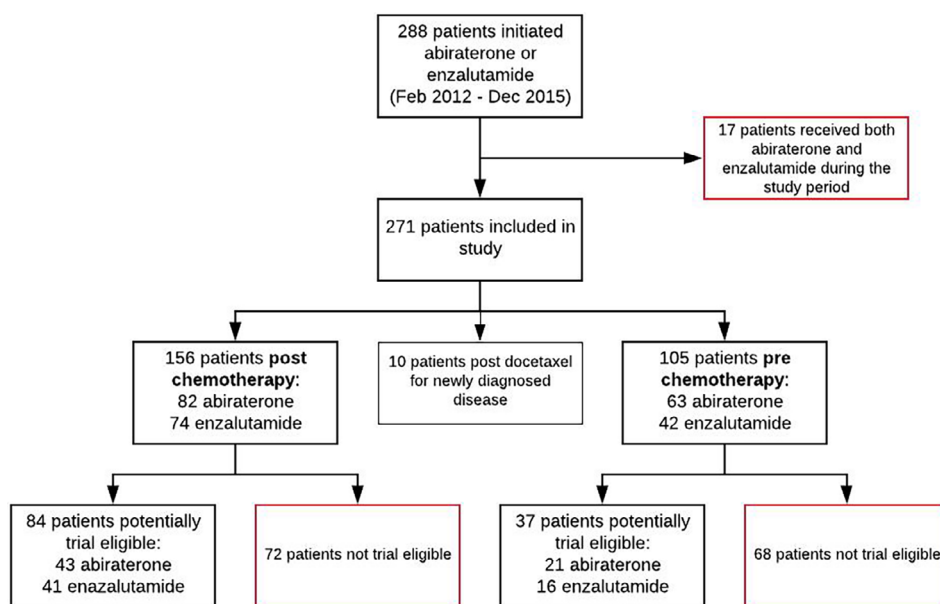 288 patients initiated
abiraterone or
enzalutamide
(Feb 2012 - Dec 2015)
17 patients received both
abiraterone and
enzalutamide during the
study period
271 patients included in
study
156 patients post
chemotherapy:
82 abiraterone
74 enzalutamide
10 patients post docetaxel
for newly diagnosed
disease
105 patients pre
chemotherapy:
63 abiraterone
42 enzalutamide
84 patients potentially
trial eligible:
43 abiraterone
41 enazalutamide
72 patients not trial eligible
37 patients potentially
trial eligible:
21 abiraterone
16 enzalutamide
68 patients not trial eligible